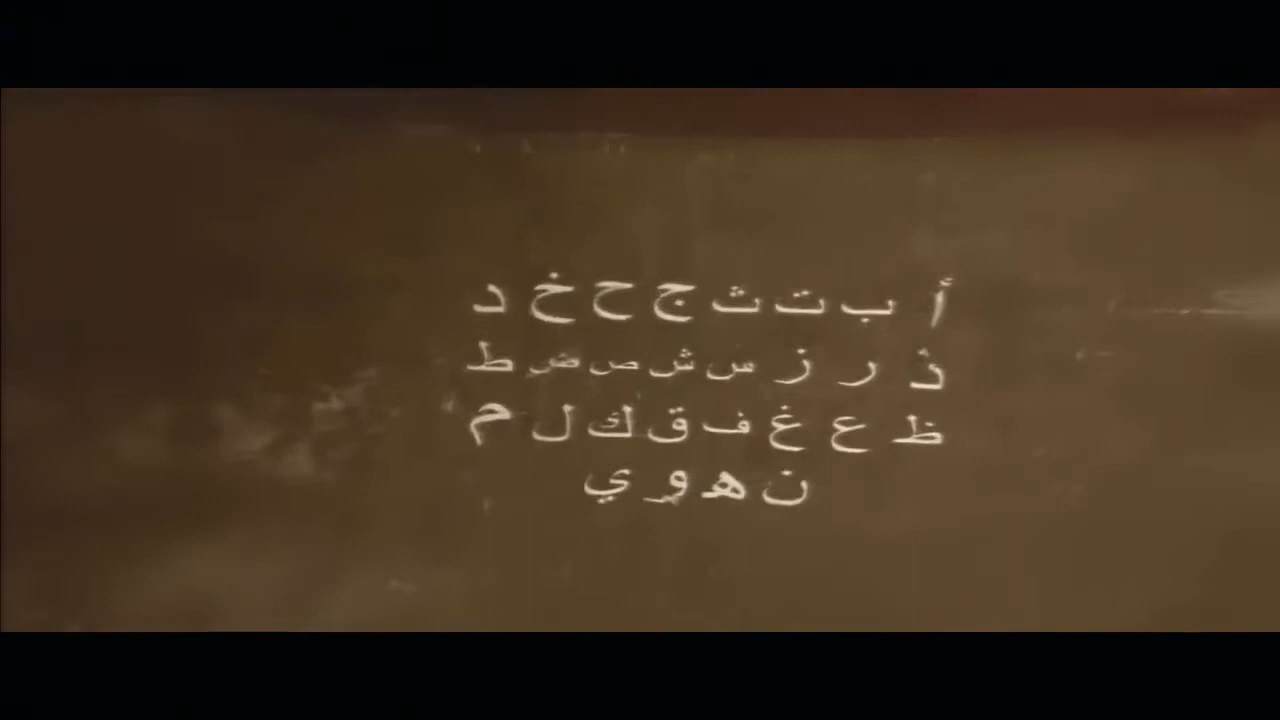 أ ب ت ث ج ح خ د
ذ ر ز س ش ص ض ط
ظ ع غ ف ق ك ل م
ن ه و ي